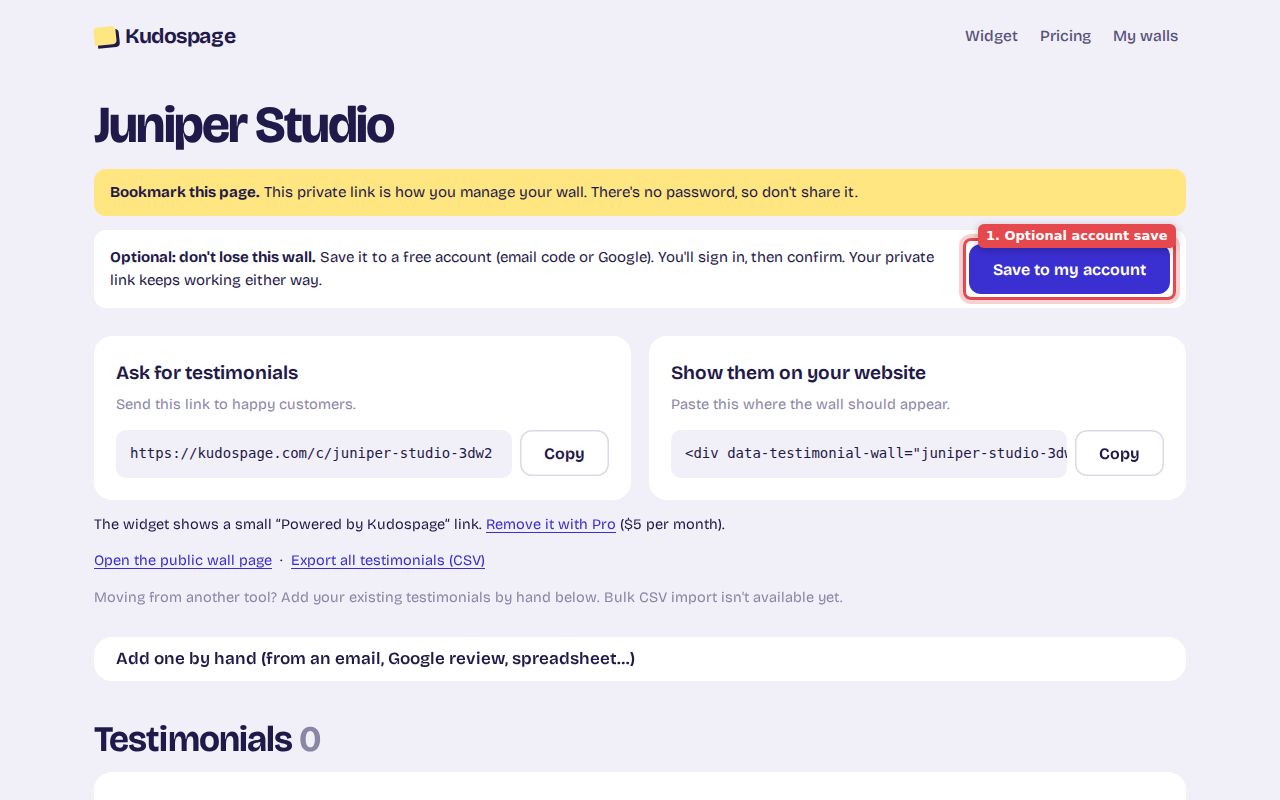 Kudospage
Widget
Pricing
My walls
Juniper Studio
Bookmark this page. This private link is how you manage your wall. There's no password, so don't share it.
1. Optional account save
Optional: don't lose this wall. Save it to a free account (email code or Google). You'll sign in, then confirm. Your private
link keeps working either way.
Save to my account
Ask for testimonials
Send this link to happy customers.
https://kudospage.com/c/juniper-studio-3dw2
Copy
Show them on your website
Paste this where the wall should appear.
<div data-testimonial-wall="juniper-studio-3dw
Copy
The widget shows a small “Powered by Kudospage” link. Remove it with Pro ($5 per month).
Open the public wall page · Export all testimonials (CSV)
Moving from another tool? Add your existing testimonials by hand below. Bulk CSV import isn't available yet.
Add one by hand (from an email, Google review, spreadsheet...)
Testimonials 0